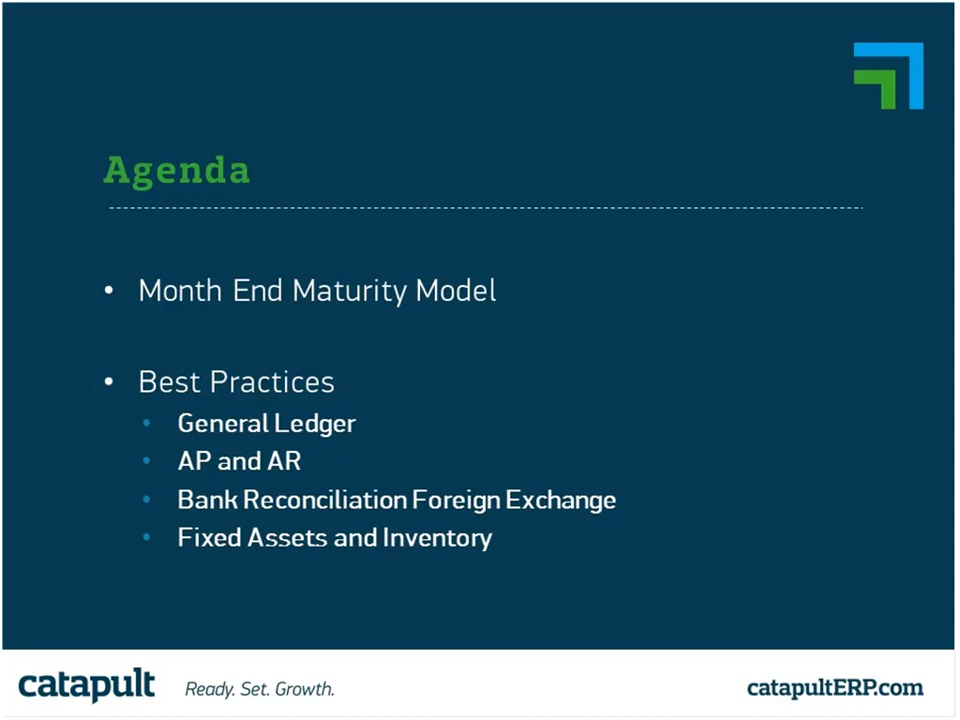 Agenda
• Month End Maturity Model
• Best Practices
• General Ledger
• AP and AR
• Bank Reconciliation Foreign Exchange
• Fixed Assets and Inventory
catapult Ready. Set. Growth. catapultERP.com